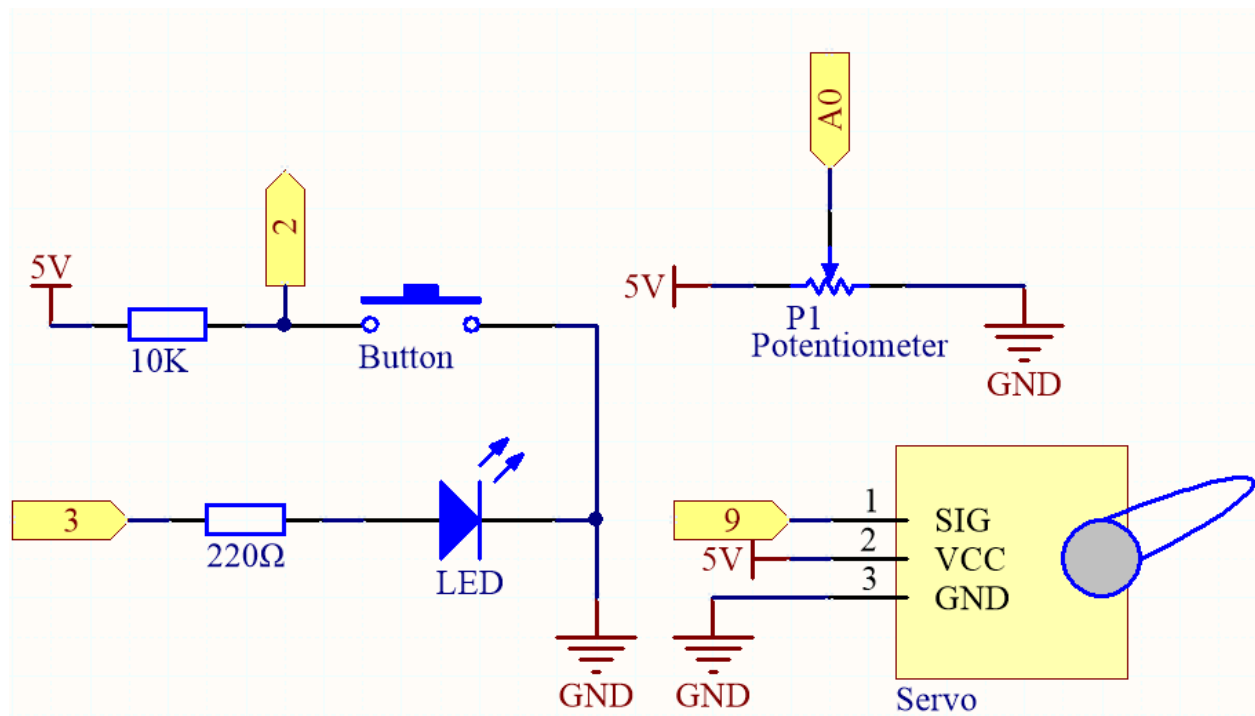 A0
2
5V
10K
Button
5V
P1
Potentiometer
GND
3
220Ω
LED
GND
9
5V
1
2
3
SIG
VCC
GND
GND
Servo